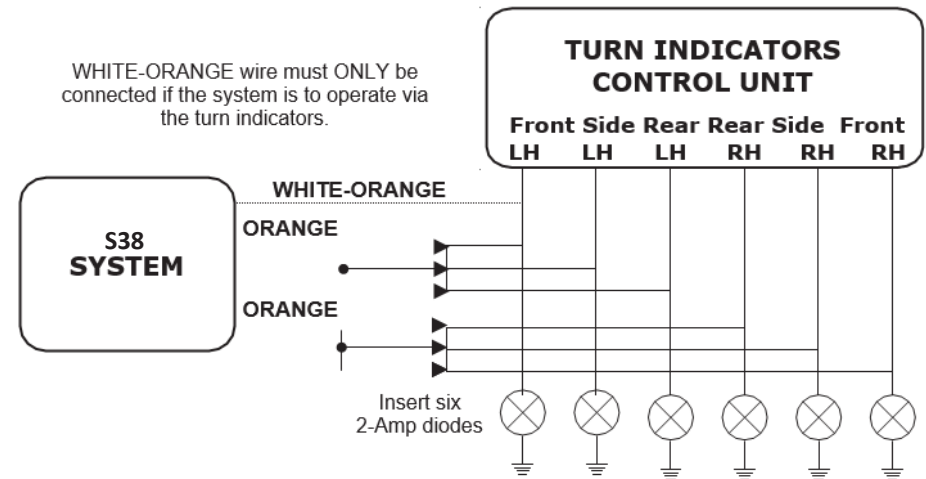 WHITE-ORANGE wire must ONLY be
connected if the system is to operate via
the turn indicators.
TURN INDICATORS
CONTROL UNIT
Front Side Rear Rear Side Front
LH LH LH RH RH RH
WHITE-ORANGE
ORANGE
S38
SYSTEM
ORANGE
Insert six
2-Amp diodes